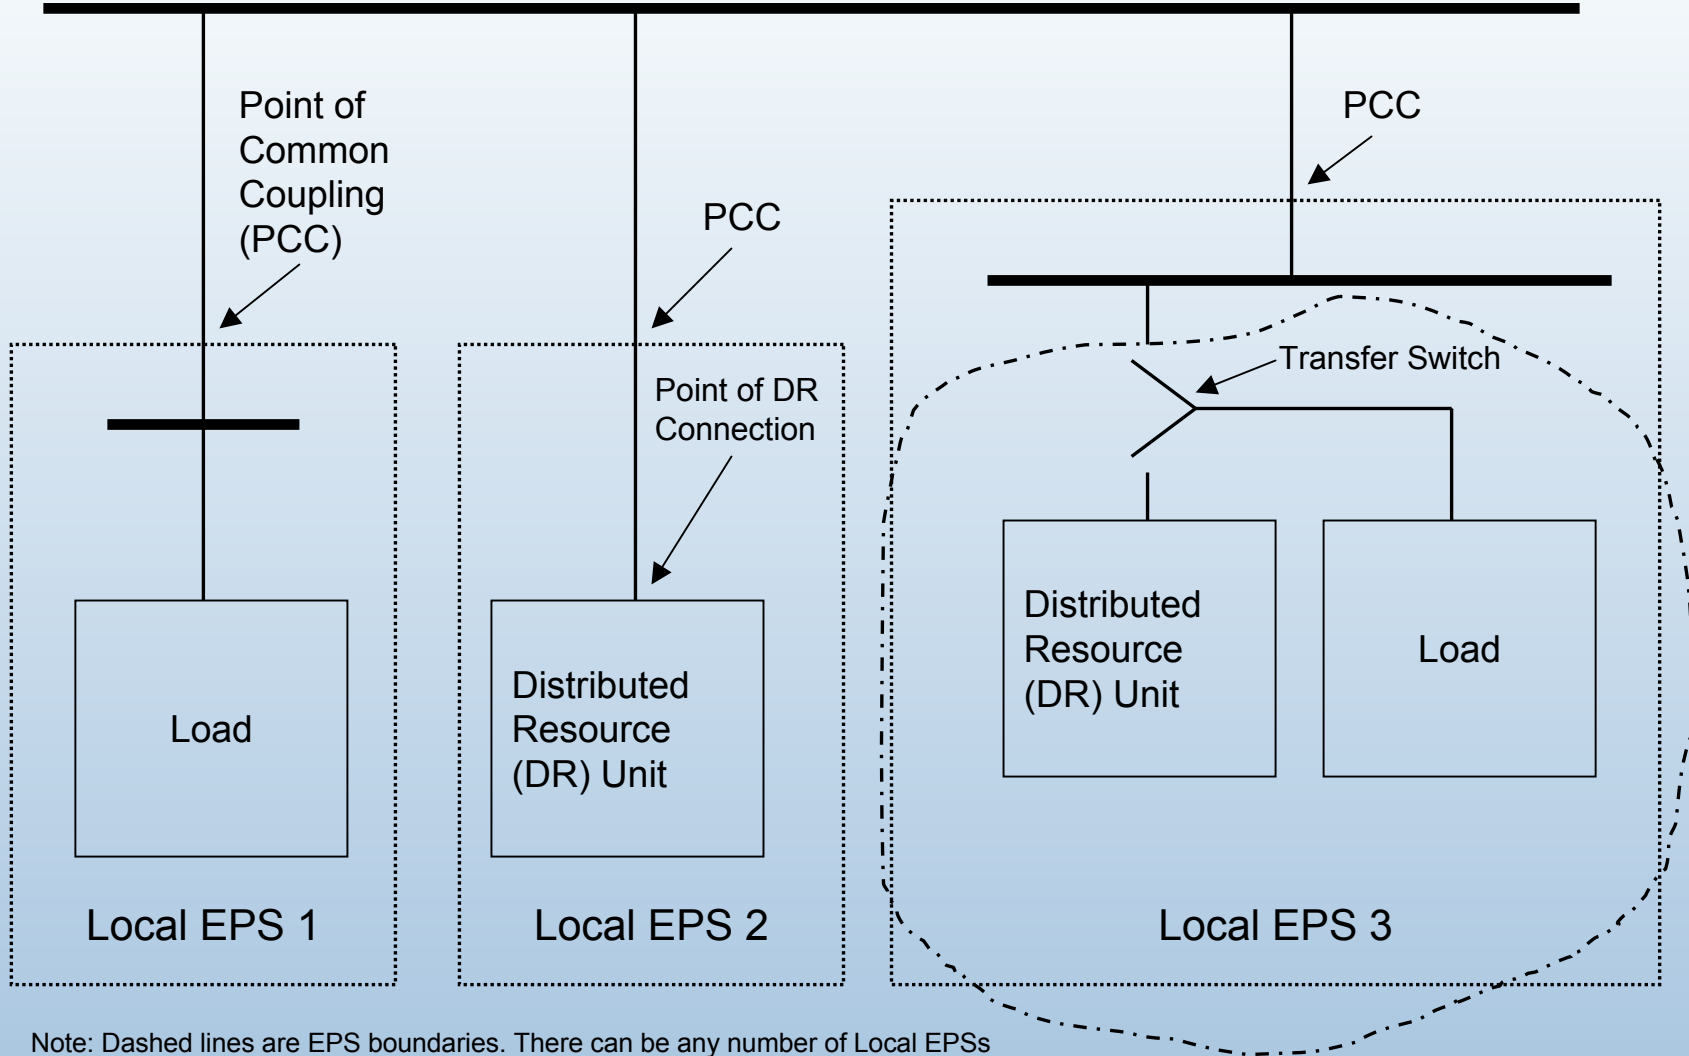 Point of
Common
Coupling
(PCC)
PCC
PCC
Point of DR
Connection
Transfer Switch
Load
Distributed
Resource
(DR) Unit
Distributed
Resource
(DR) Unit
Load
Local EPS 1
Local EPS 2
Local EPS 3
Note: Dashed lines are EPS boundaries. There can be any number of Local EPSs